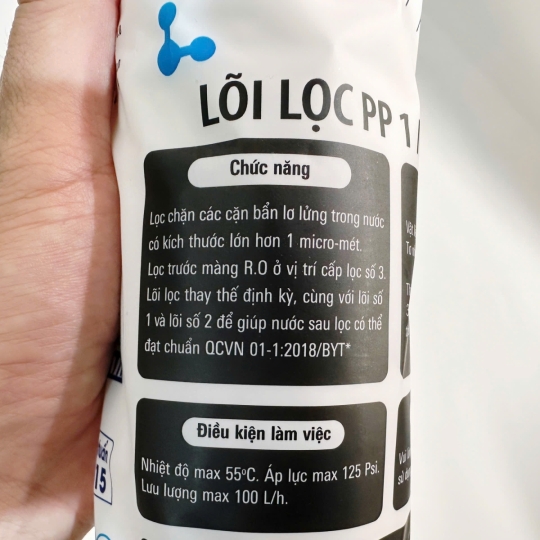 LÕI LỌC PP 1
Chức năng
Lọc chặn các cặn bẩn lơ lửng trong nước
có kích thước lớn hơn 1 micro-mét.
Lọc trước màng R.O ở vị trí cấp lọc số 3.
Lõi lọc thay thế định kỳ, cùng với lõi số
1 và lõi số 2 để giúp nước sau lọc có thể
đạt chuẩn QCVN 01-1:2018/BYT*
Điều kiện làm việc
Nhiệt độ max 55ºC. Áp lực max 125 Psi.
Lưu lượng max 100 L/h.
15